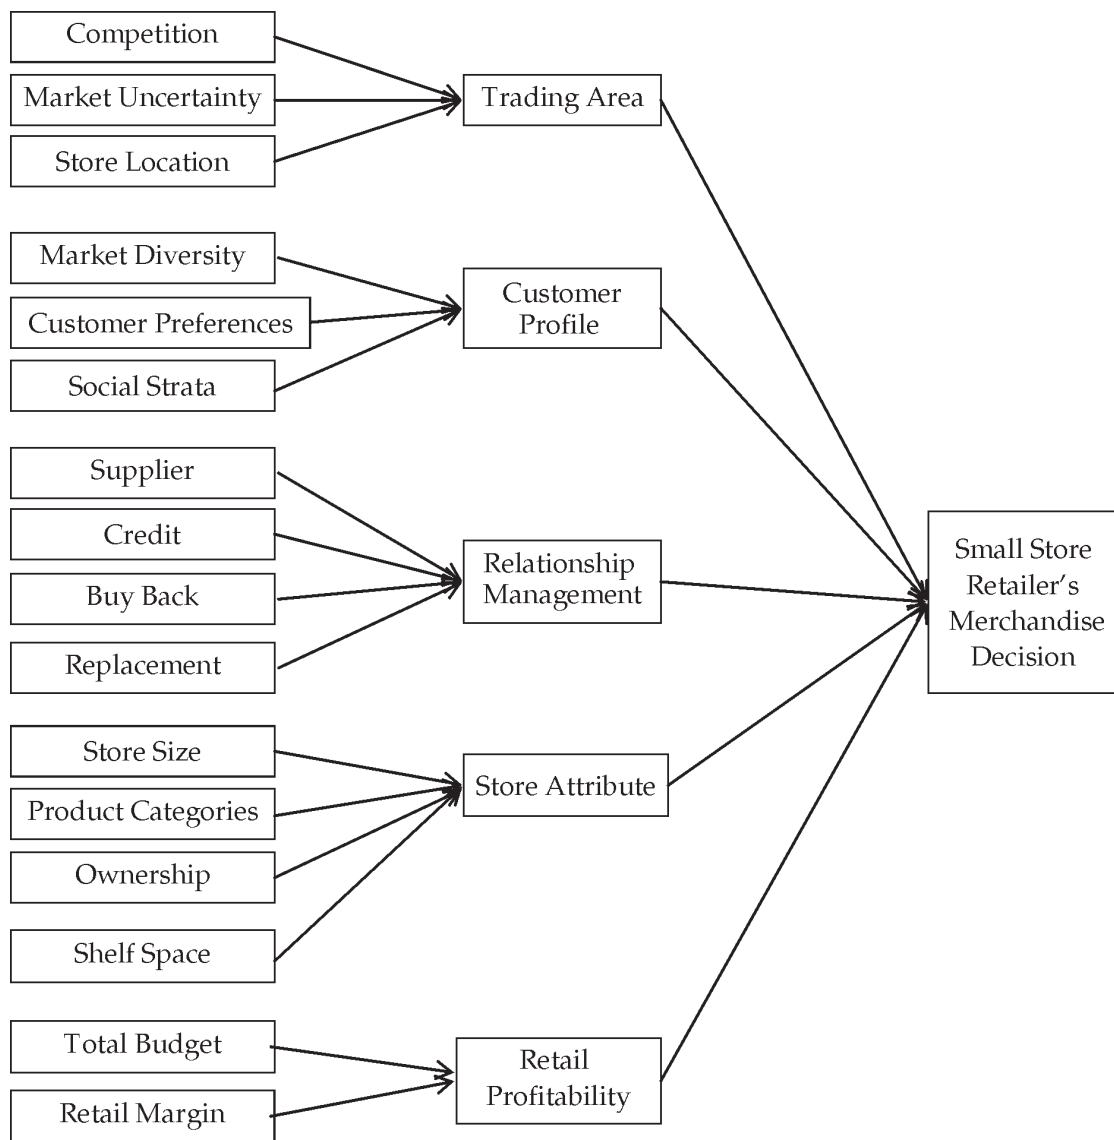 Competition
Market Uncertainty
Store Location
Trading Area
Market Diversity
Customer Preferences
Social Strata
Customer
Profile
Supplier
Credit
Buy Back
Replacement
Relationship
Management
Store Size
Product Categories
Ownership
Shelf Space
Store Attribute
Total Budget
Retail Margin
Retail
Profitability
Small Store
Retailer’s
Merchandise
Decision